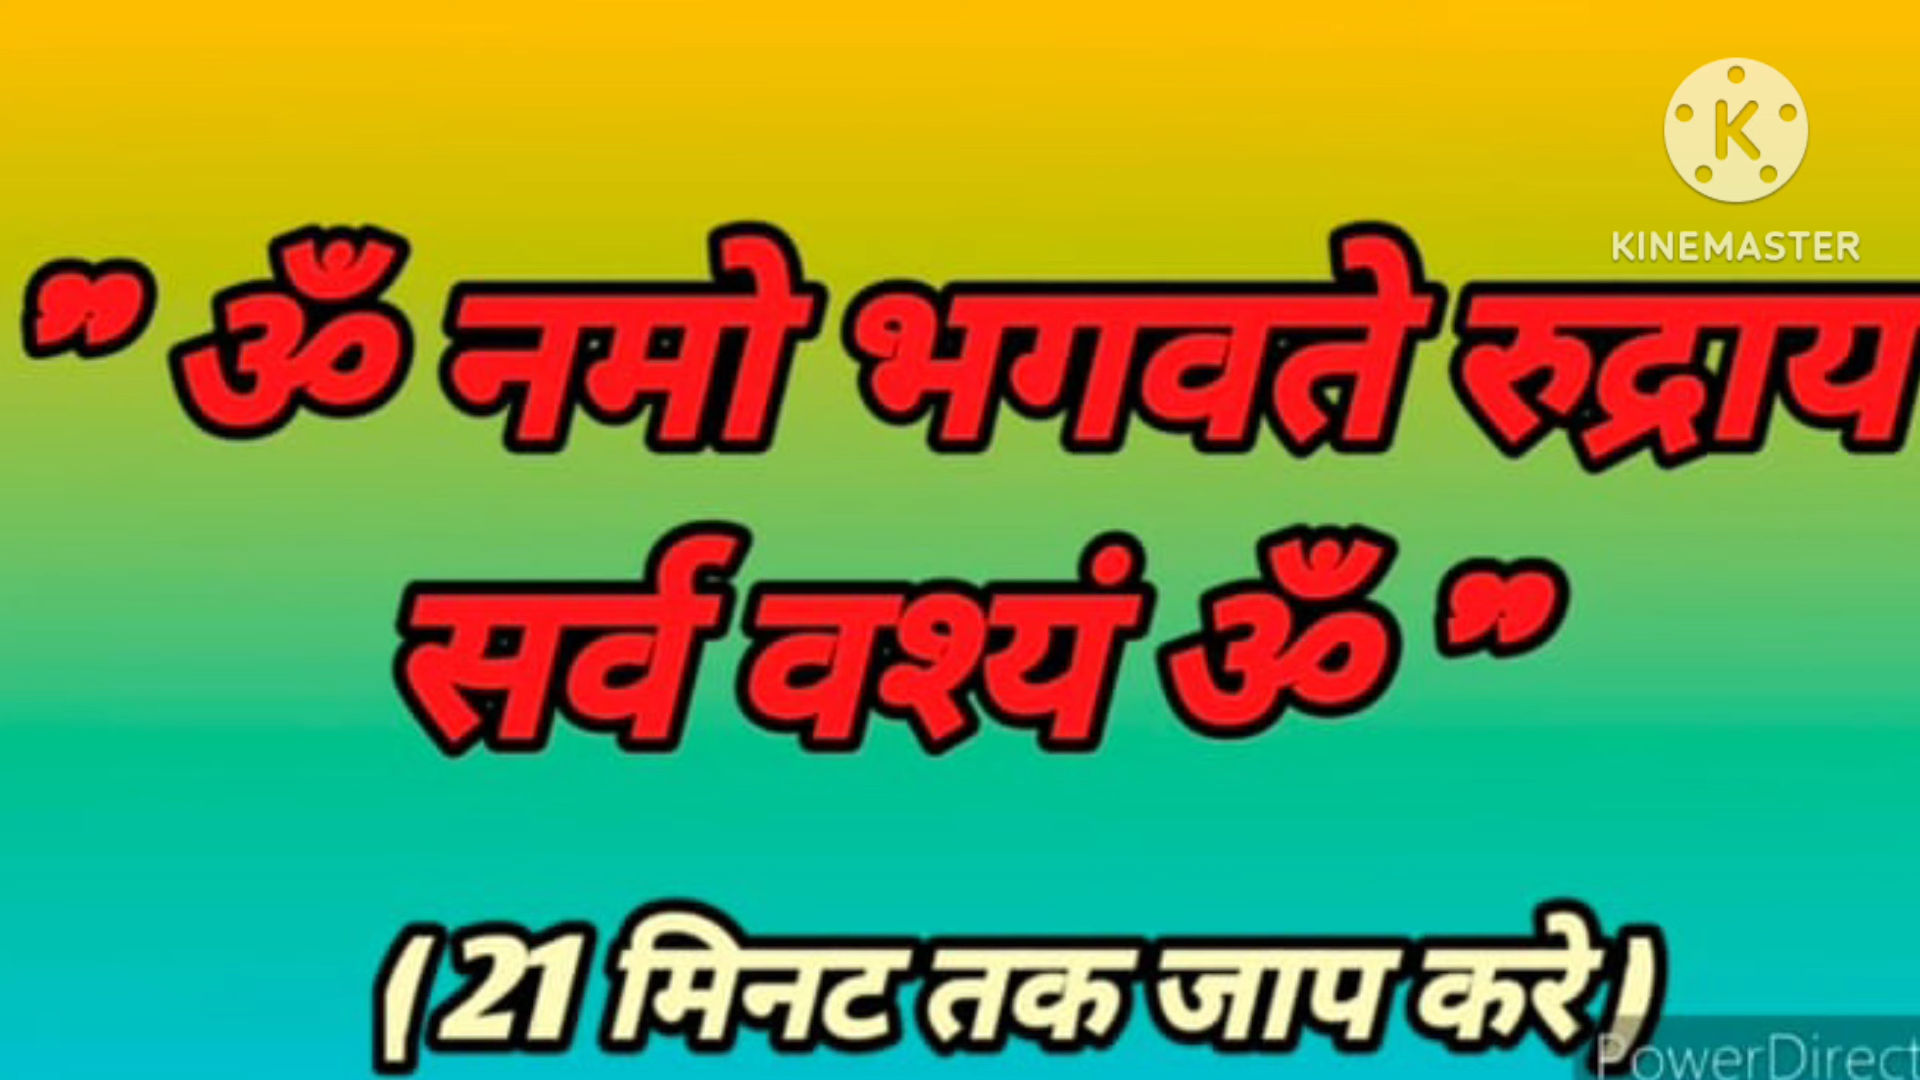 K
KINEMASTER
” ॐ नमो भगवते रुद्राय
सर्व वश्यं ॐ ”
(21 मिनट तक जाप करे)
PowerDirect